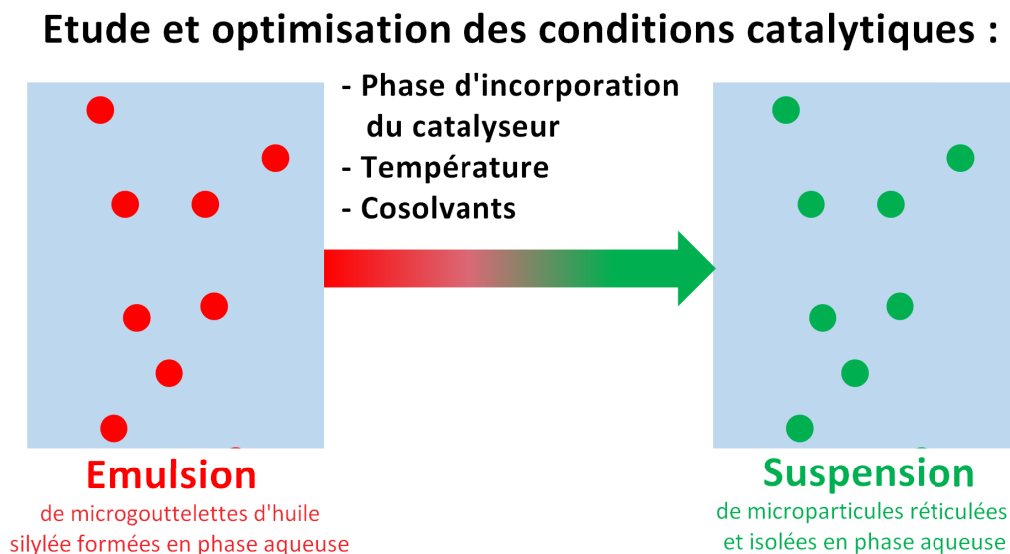 Etude et optimisation des conditions catalytiques :
- Phase d'incorporation
du catalyseur
- Température
- Cosolvants
Emulsion
de microgouttelettes d'huile
silylée formées en phase aqueuse
Suspension
de microparticules réticulées
et isolées en phase aqueuse